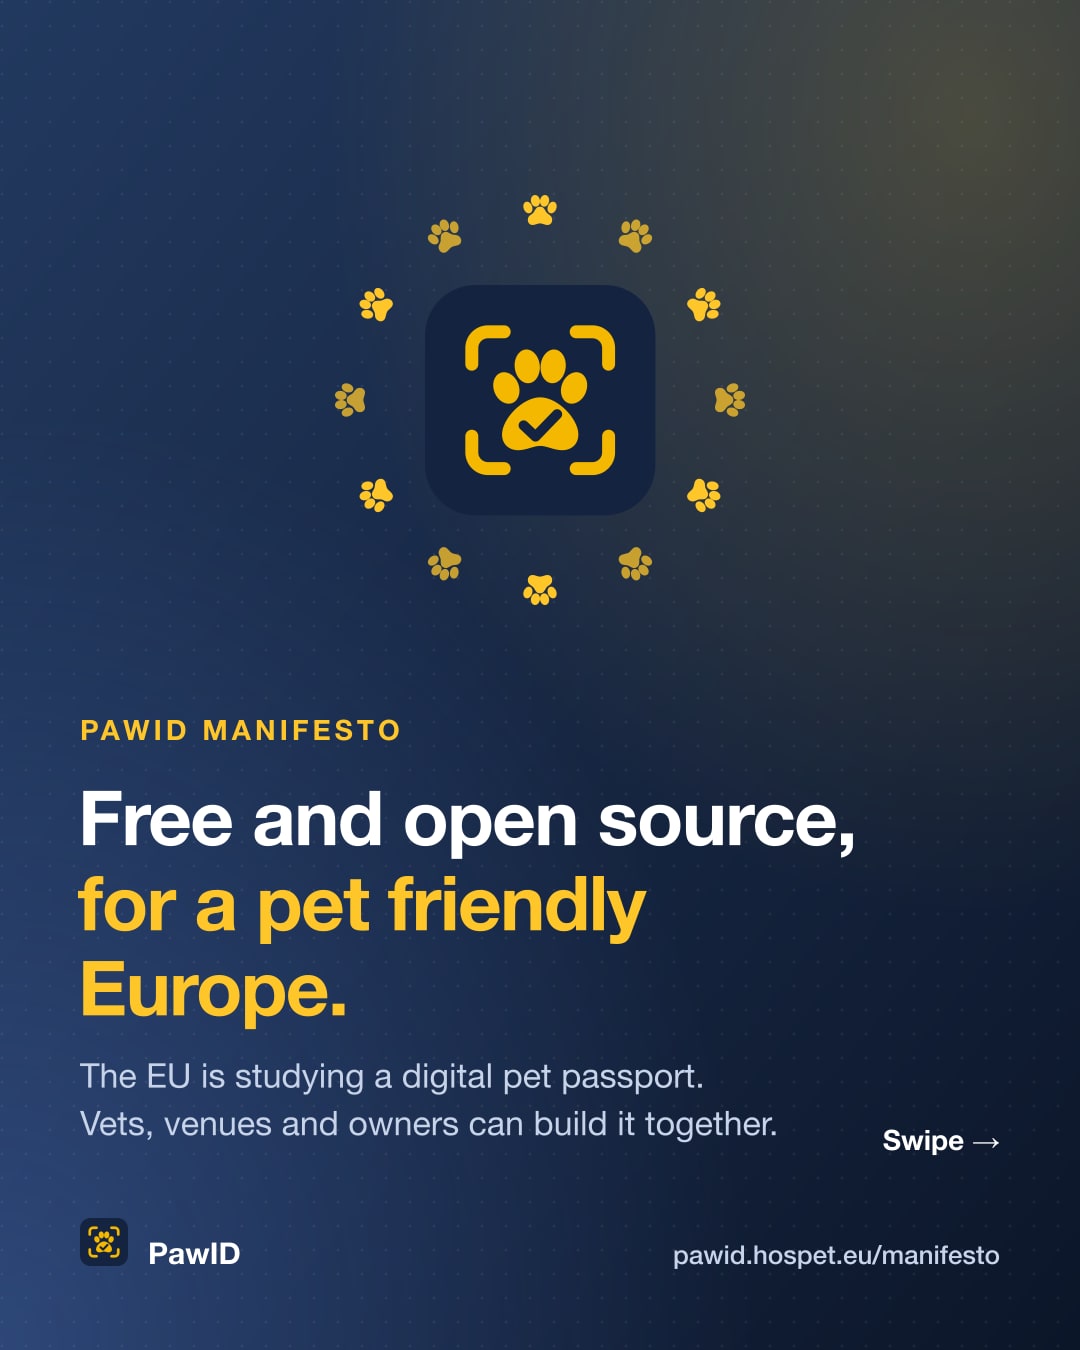 PAWID MANIFESTO
Free and open source,
for a pet friendly
Europe.
The EU is studying a digital pet passport.
Vets, venues and owners can build it together.
Swipe →
PawID
pawid.hospet.eu/manifesto